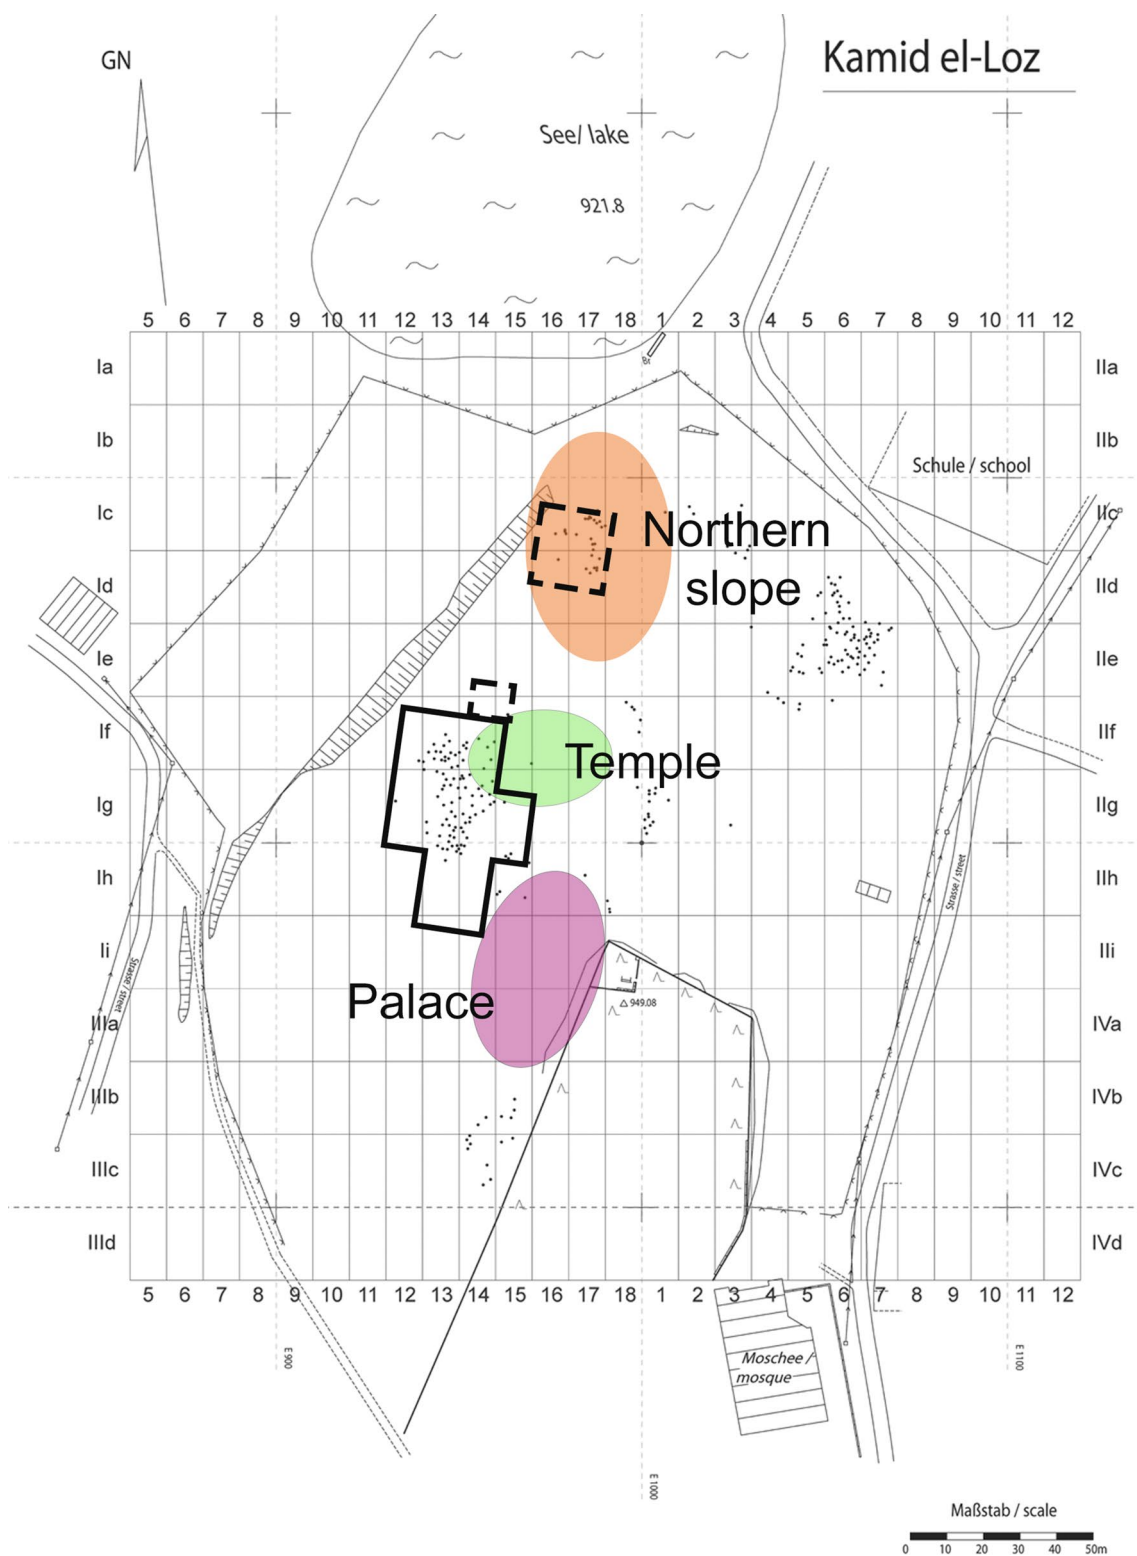 Kamid el-Loz
GN
See/ lake
921.8
5 6 7 8 9 10 11 12 13 14 15 16 17 18 1 2 3 4 5 6 7 8 9 10 11 12
Br
Ia IIa
Ib IIb
Schule / school
Ic IIc
Northern
slope
Id IId
Ie IIe
If IIf
Temple
Ig IIg
Ih IIh
Strasse / street
Ii IIi
Strasse / street
Palace
949.08
IIIa IVa
IIIb IVb
IIIc IVc
IIId IVd
5 6 7 8 9 10 11 12 13 14 15 16 17 18 1 2 3 4 5 6 7 8 9 10 11 12
E 900
E 1100
Moschee /
mosque
E 1000
Maßstab / scale
0 10 20 30 40 50m